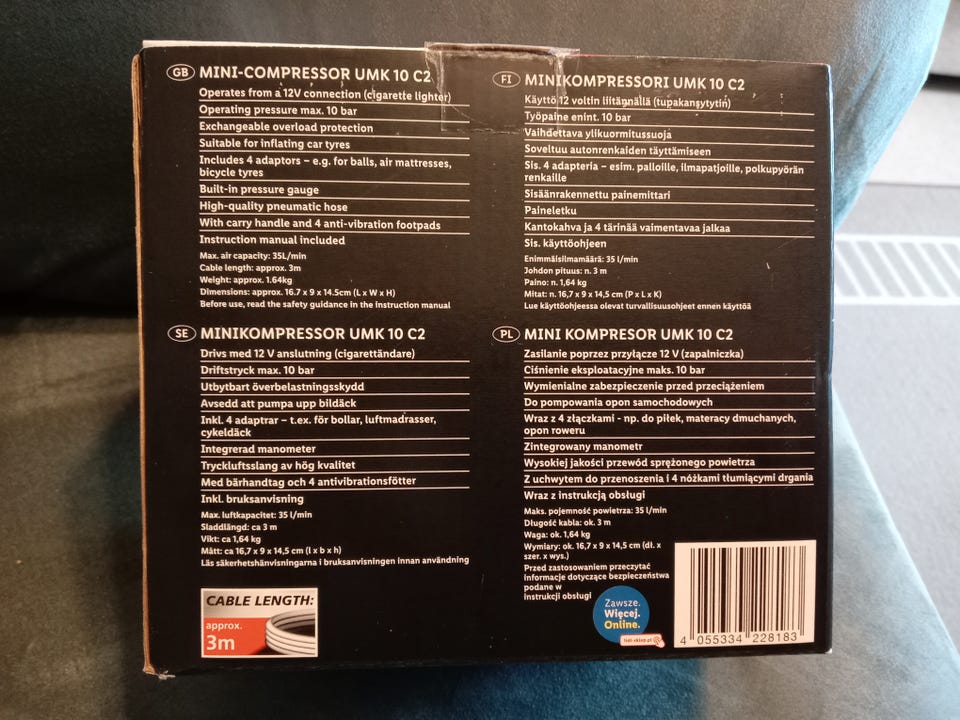 GB MINI-COMPRESSOR UMK 10 C2
Operates from a 12V connection (cigarette lighter)
Operating pressure max. 10 bar
Exchangeable overload protection
Suitable for inflating car tyres
Includes 4 adaptors – e.g. for balls, air mattresses,
bicycle tyres
Built-in pressure gauge
High-quality pneumatic hose
With carry handle and 4 anti-vibration footpads
Instruction manual included
Max. air capacity: 35L/min
Cable length: approx. 3m
Weight: approx. 1.64kg
Dimensions: approx. 16.7 x 9 x 14.5cm (L x W x H)
Before use, read the safety guidance in the instruction manual
FI MINIKOMPRESSORI UMK 10 C2
Käyttö 12 voltin liitännällä (tupakansytytin)
Työpaine enint. 10 bar
Vaihdettava ylikuormitussuoja
Soveltuu autonrenkaiden täyttämiseen
Sis. 4 adapteria – esim. palloille, ilmapatjoille, polkupyörän
renkaille
Sisäänrakennettu painemittari
Paineletku
Kantokahva ja 4 tärinää vaimentavaa jalkaa
Sis. käyttöohjeen
Enimmäisilmamäärä: 35 l/min
Johdon pituus: n. 3 m
Paino: n. 1,64 kg
Mitat: n. 16,7 x 9 x 14,5 cm (P x L x K)
Lue käyttöohjeessa olevat turvallisuusohjeet ennen käyttöä
SE MINIKOMPRESSOR UMK 10 C2
Drivs med 12 V anslutning (cigarettändare)
Driftstryck max. 10 bar
Utbytbart överbelastningsskydd
Avsedd att pumpa upp bildäck
Inkl. 4 adaptrar – t.ex. för bollar, luftmadrasser,
cykeldäck
Integrerad manometer
Tryckluftsslang av hög kvalitet
Med bärhandtag och 4 antivibrationsfötter
Inkl. bruksanvisning
Max. luftkapacitet: 35 l/min
Sladdlängd: ca 3 m
Vikt: ca 1,64 kg
Mått: ca 16,7 x 9 x 14,5 cm (l x b x h)
Läs säkerhetshänvisningarna i bruksanvisningen innan användning
PL MINI KOMPRESOR UMK 10 C2
Zasilanie poprzez przyłącze 12 V (zapalniczka)
Ciśnienie eksploatacyjne maks. 10 bar
Wymienialne zabezpieczenie przed przeciążeniem
Do pompowania opon samochodowych
Wraz z 4 złączkami - np. do piłek, materacy dmuchanych,
opon roweru
Zintegrowany manometr
Wysokiej jakości przewód sprężonego powietrza
Z uchwytem do przenoszenia i 4 nóżkami tłumiącymi drgania
Wraz z instrukcją obsługi
Maks. pojemność powietrza: 35 l/min
Długość kabla: ok. 3 m
Waga: ok. 1,64 kg
Wymiary: ok. 16,7 x 9 x 14,5 cm (dł. x
szer. x wys.)
Przed zastosowaniem przeczytać
informacje dotyczące bezpieczeństwa
podane w
instrukcji obsługi
CABLE LENGTH:
approx.
3m
Zawsze.
Więcej.
Online.
lidl-sklep.pl
4 055334 228183